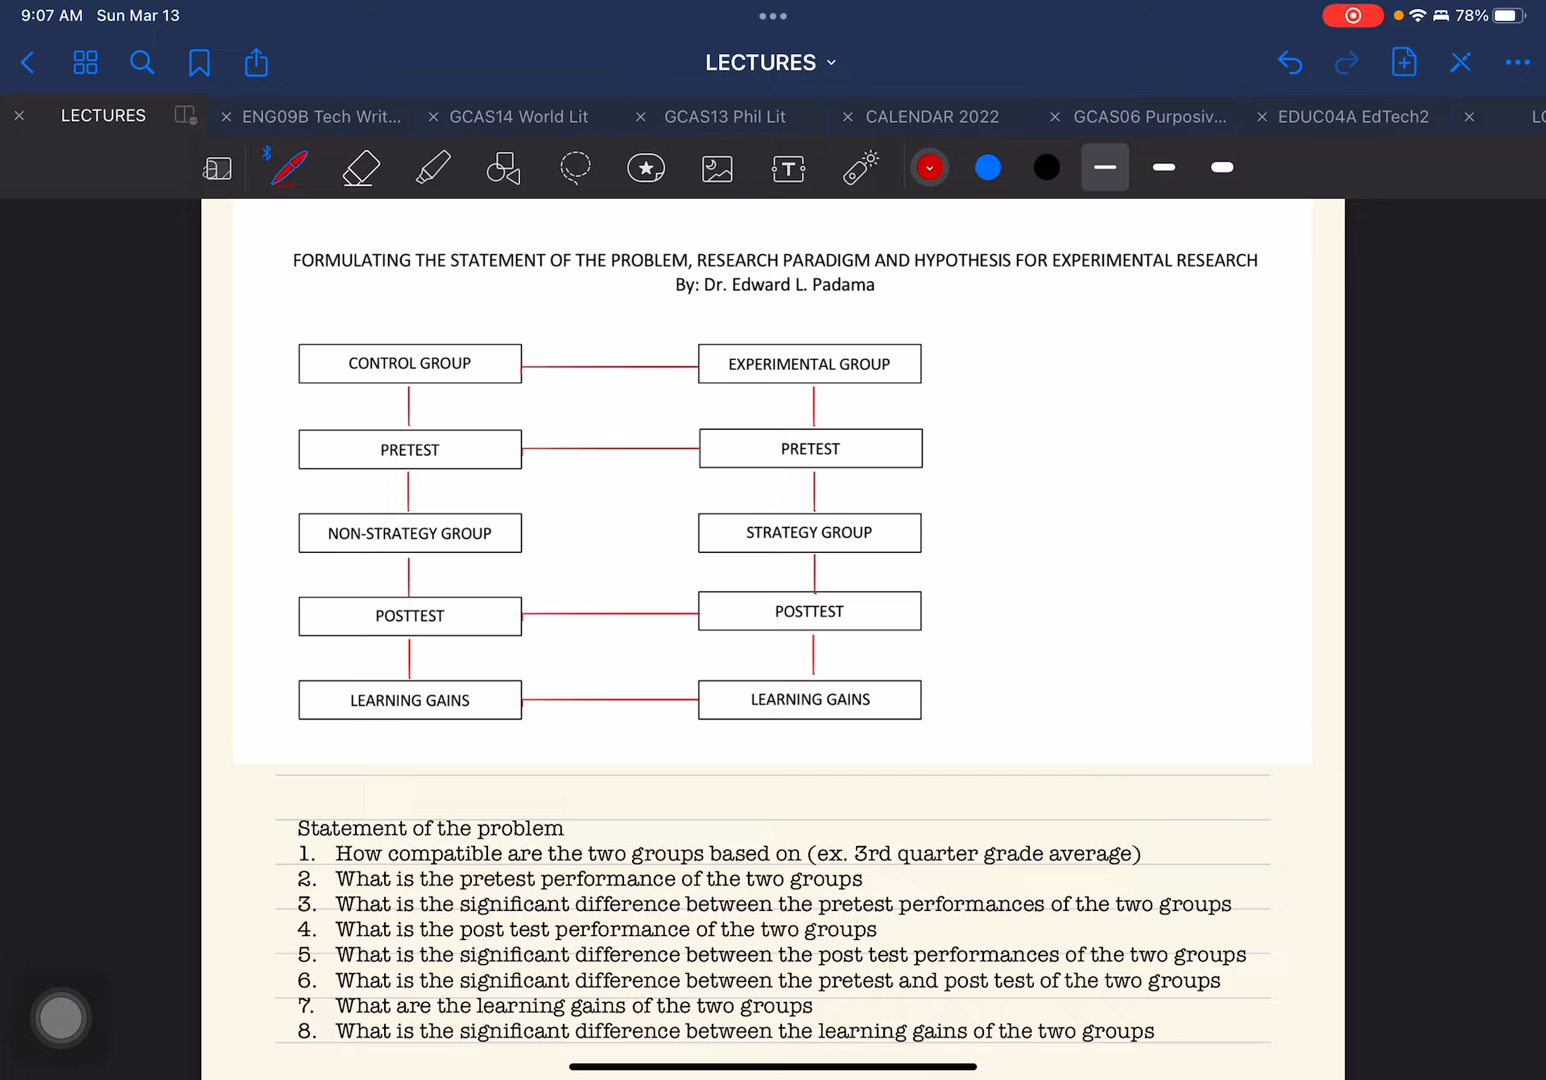 9:07 AM Sun Mar 13
78%
LECTURES
LECTURES
ENG09B Tech Writ...
GCAS14 World Lit
GCAS13 Phil Lit
CALENDAR 2022
GCAS06 Purposiv...
EDUC04A EdTech2
T
FORMULATING THE STATEMENT OF THE PROBLEM, RESEARCH PARADIGM AND HYPOTHESIS FOR EXPERIMENTAL RESEARCH
By: Dr. Edward L. Padama
CONTROL GROUP
EXPERIMENTAL GROUP
PRETEST
PRETEST
NON-STRATEGY GROUP
STRATEGY GROUP
POSTTEST
POSTTEST
LEARNING GAINS
LEARNING GAINS
Statement of the problem
1. How compatible are the two groups based on (ex. 3rd quarter grade average)
2. What is the pretest performance of the two groups
3. What is the significant difference between the pretest performances of the two groups
4. What is the post test performance of the two groups
5. What is the significant difference between the post test performances of the two groups
6. What is the significant difference between the pretest and post test of the two groups
7. What are the learning gains of the two groups
8. What is the significant difference between the learning gains of the two groups